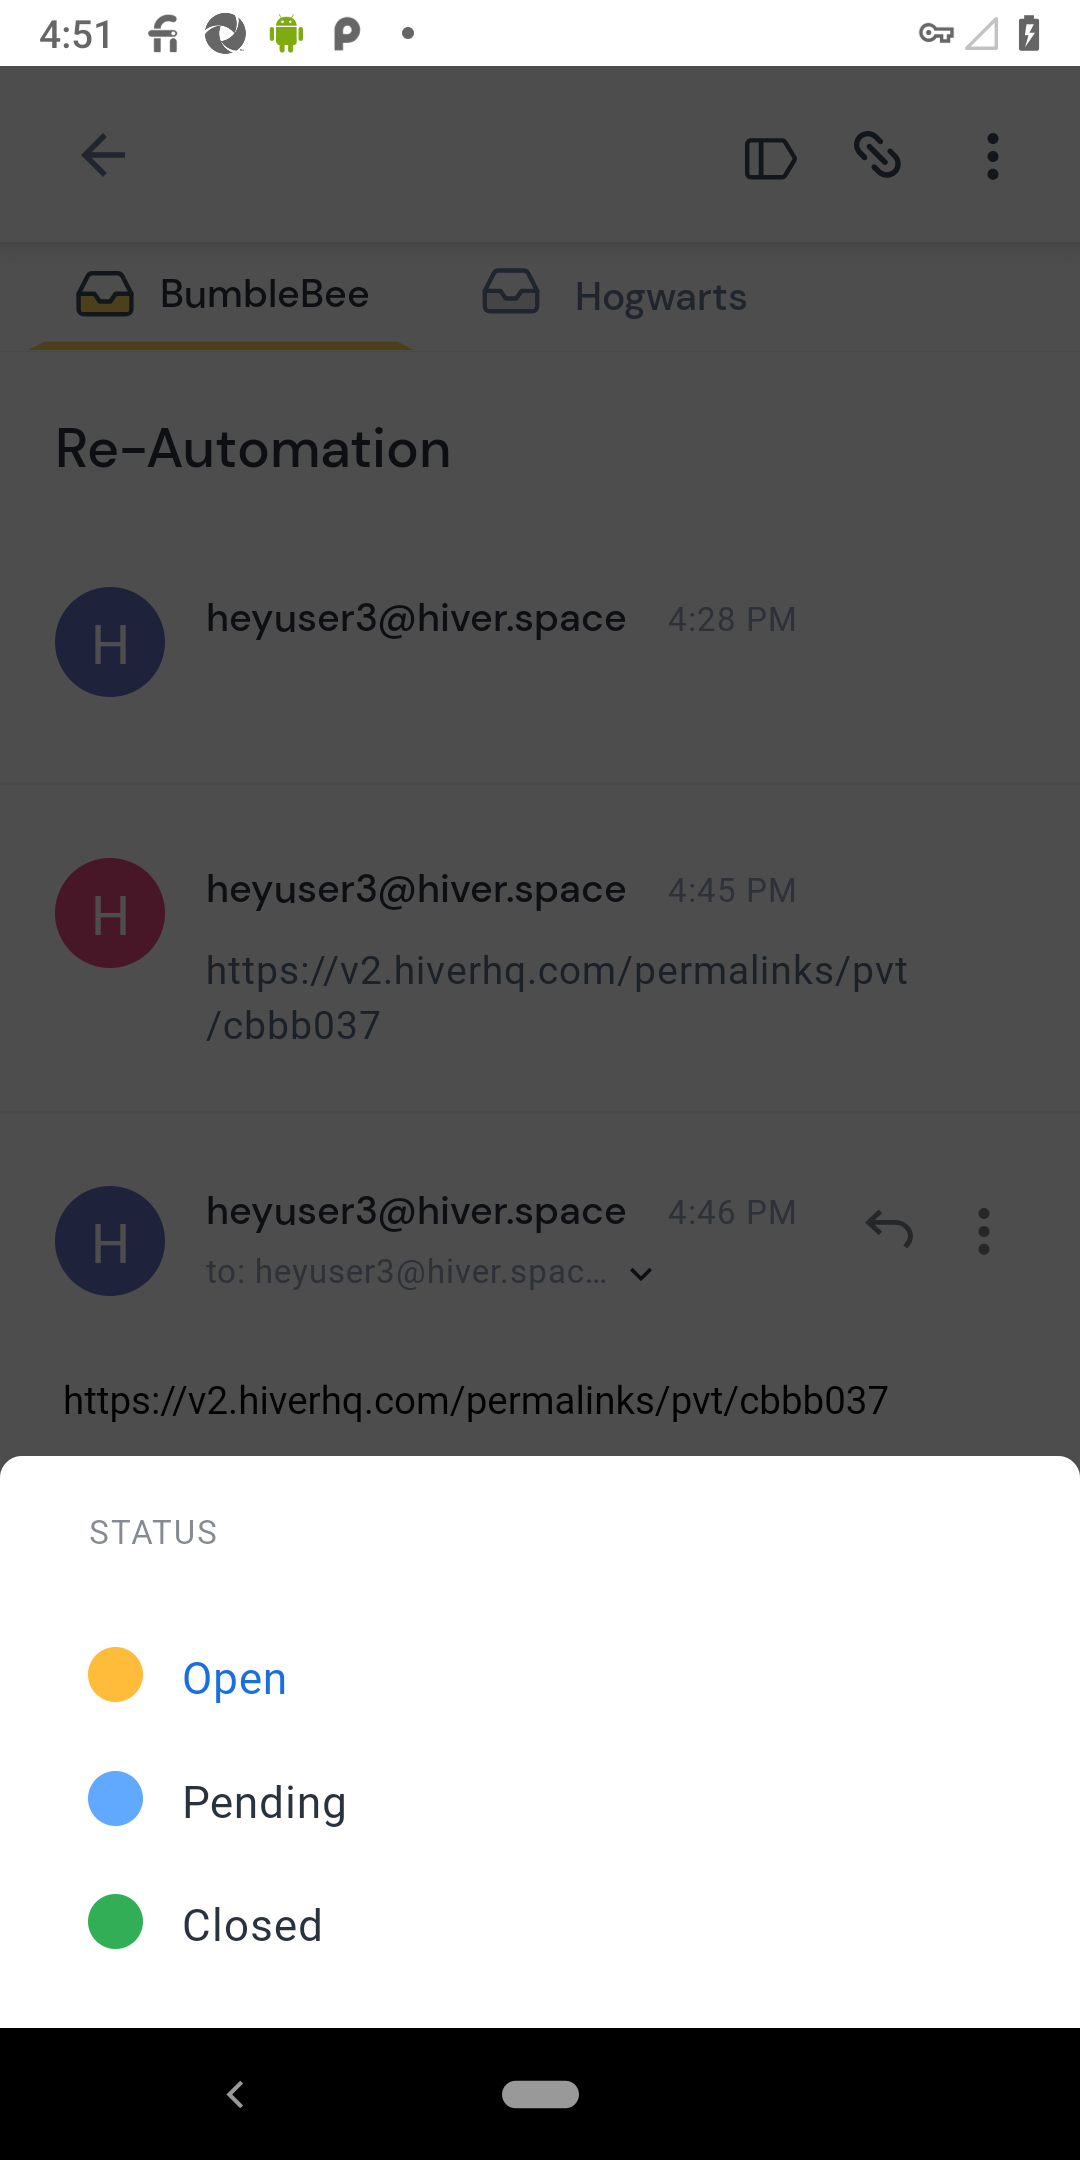 4:51
BumbleBee
Hogwarts
Re-Automation
H
heyuser3@hiver.space 4:28 PM
H
heyuser3@hiver.space 4:45 PM
https://v2.hiverhq.com/permalinks/pvt
/cbbb037
H
heyuser3@hiver.space 4:46 PM
to: heyuser3@hiver.spac...
https://v2.hiverhq.com/permalinks/pvt/cbbb037
STATUS
Open
Pending
Closed